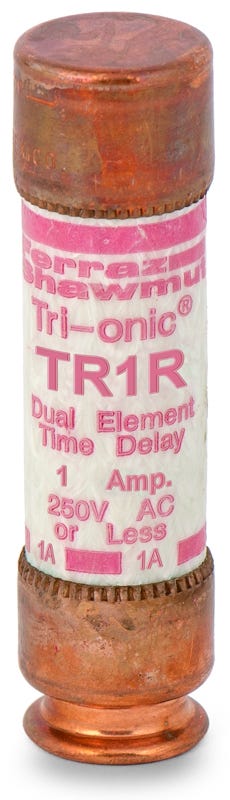 Ferraz
Shawmut
Tri-onic®
TR1R
Dual Element
Time Delay
1 Amp.
250V AC
or Less
1A 1A